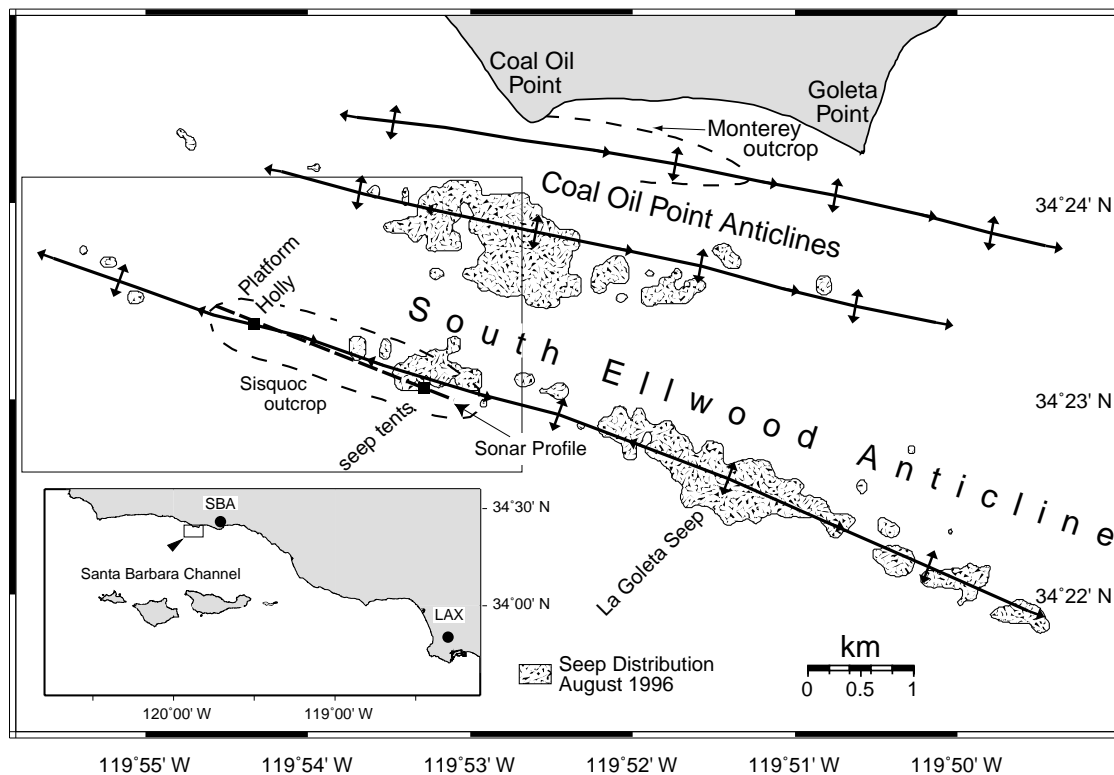 Coal Oil
Point
Goleta
Point
Monterey
outcrop
34°24' N
Coal Oil Point Anticlines
Platform
Holly
South Ellwood Anticline
Sisquoc
outcrop
34°23' N
seep tents
Sonar Profile
La Goleta Seep
34°22' N
SBA
34°30' N
Santa Barbara Channel
34°00' N
LAX
120°00' W
119°00' W
Seep Distribution
August 1996
km
0
0.5
1
119°55' W
119°54' W
119°53' W
119°52' W
119°51' W
119°50' W